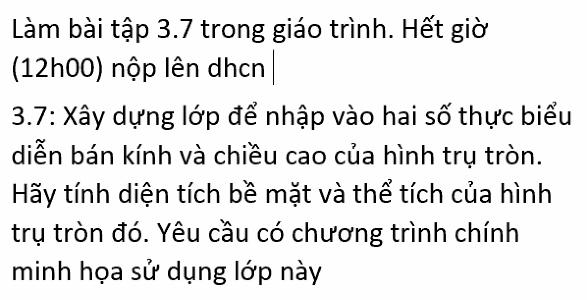 Làm bài tập 3.7 trong giáo trình. Hết giờ
(12h00) nộp lên dhcn
3.7: Xây dựng lớp để nhập vào hai số thực biểu
diễn bán kính và chiều cao của hình trụ tròn.
Hãy tính diện tích bề mặt và thể tích của hình
trụ tròn đó. Yêu cầu có chương trình chính
minh họa sử dụng lớp này